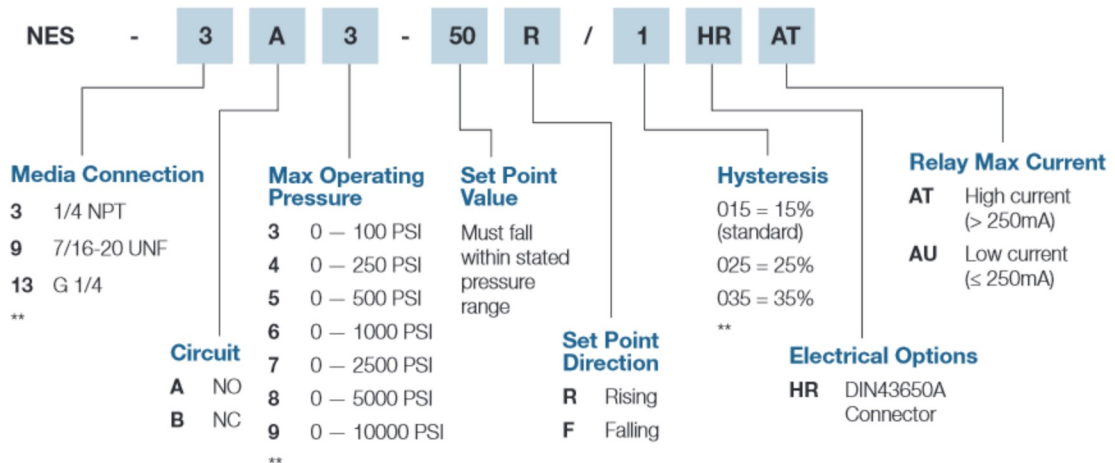 NES - 3 A 3 - 50 R / 1 HR AT
Media Connection
3 1/4 NPT
9 7/16-20 UNF
13 G 1/4
**
Circuit
A NO
B NC
Max Operating
Pressure
3 0 — 100 PSI
4 0 — 250 PSI
5 0 — 500 PSI
6 0 — 1000 PSI
7 0 — 2500 PSI
8 0 — 5000 PSI
9 0 — 10000 PSI
**
Set Point
Value
Must fall
within stated
pressure
range
Set Point
Direction
R Rising
F Falling
Hysteresis
015 = 15%
(standard)
025 = 25%
035 = 35%
**
Electrical Options
HR DIN43650A
Connector
Relay Max Current
AT High current
(> 250mA)
AU Low current
(≤ 250mA)